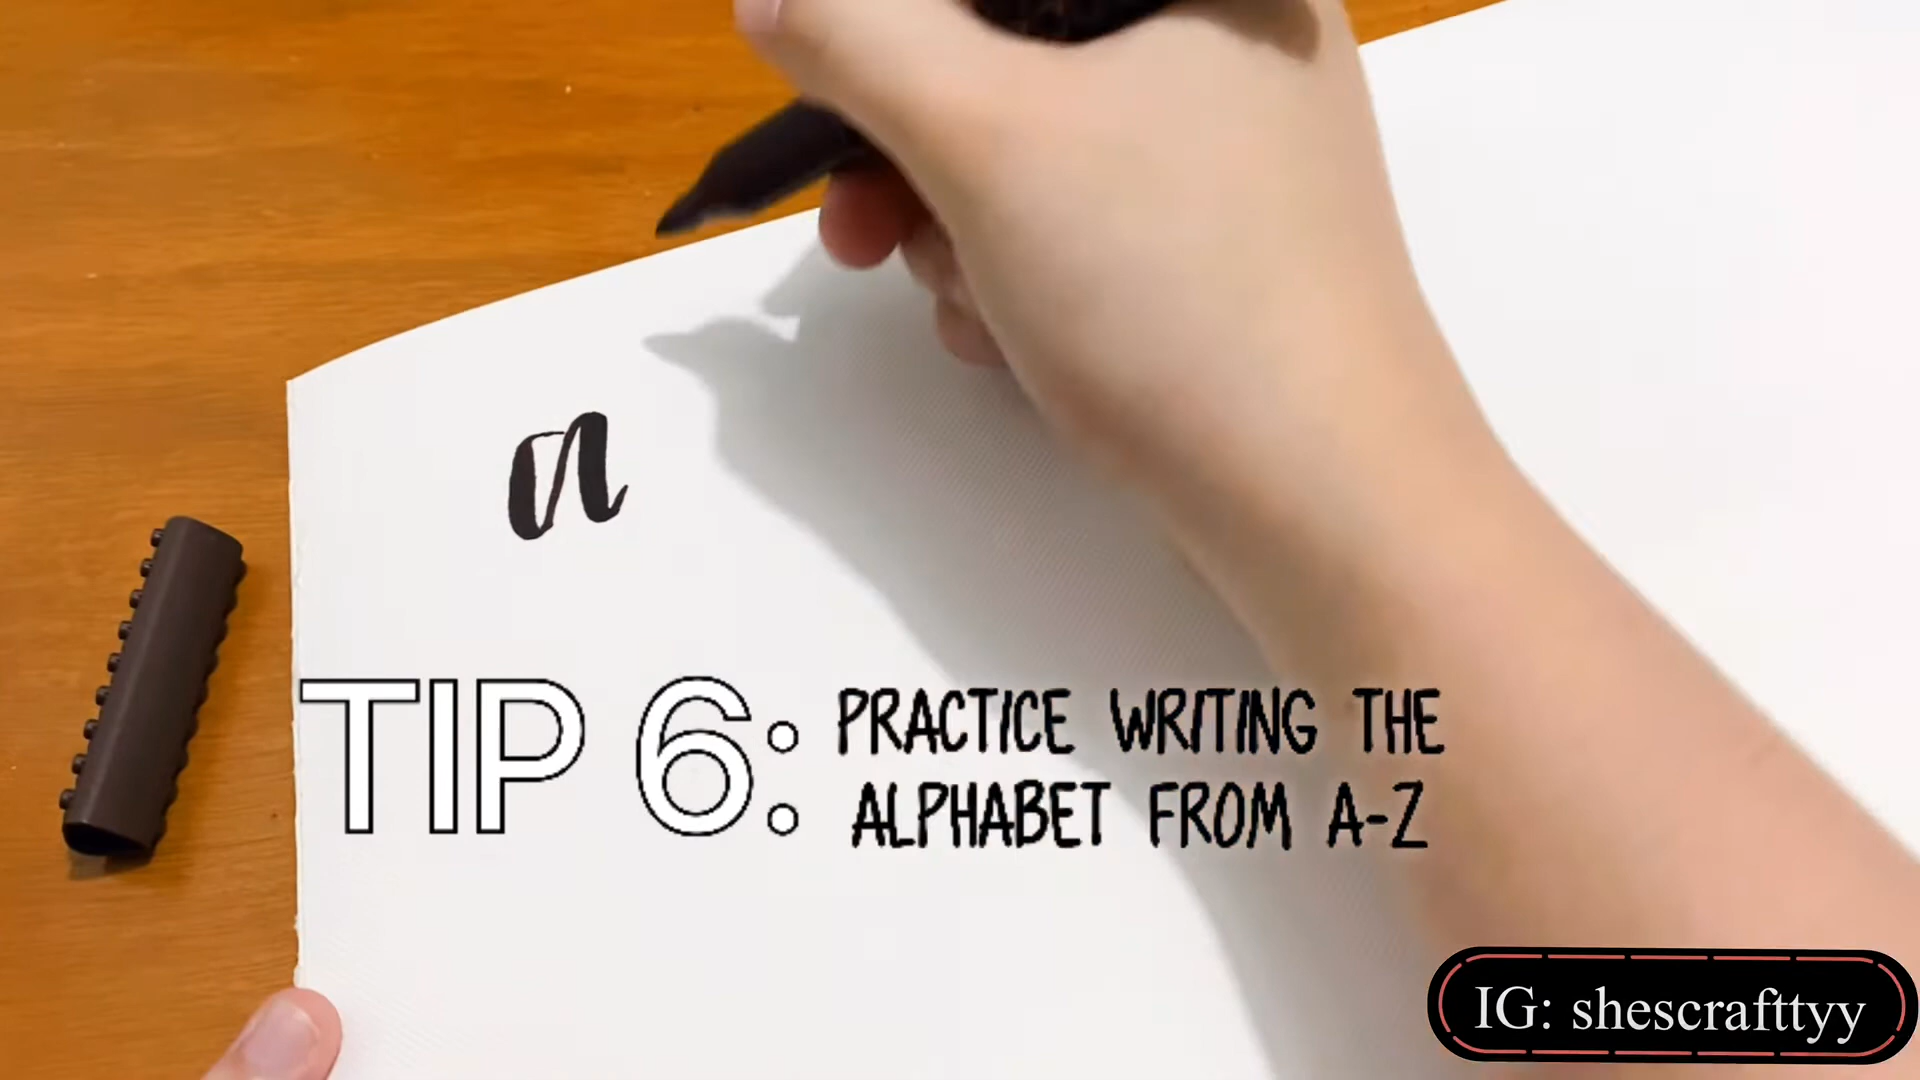 a
TIP 6: PRACTICE WRITING THE
ALPHABET FROM A-Z
IG: shescrafttyy